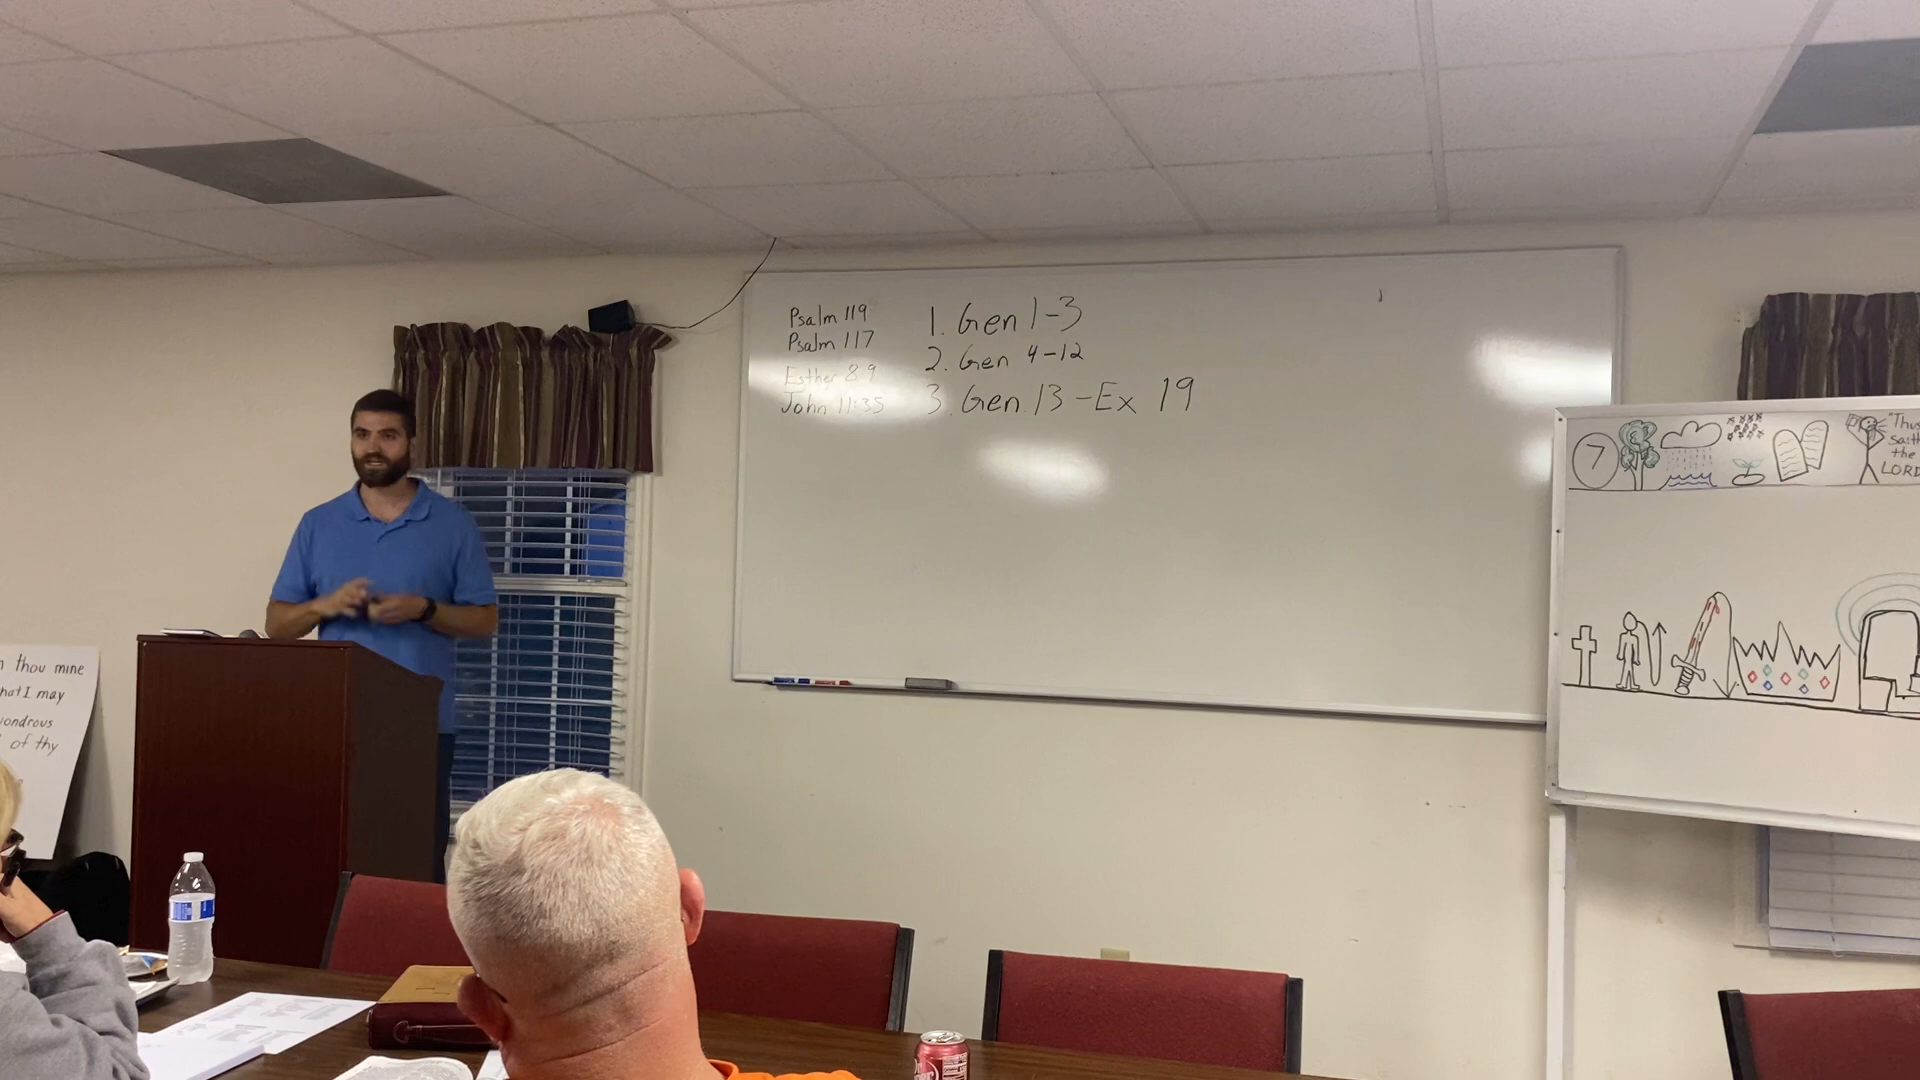 Psalm 119
Psalm 117
Esther 8:9
John 11:35
1. Gen 1-3
2. Gen 4-12
3. Gen 13-Ex 19
7
"Thus
saith
the
LORD
thou mine
hat I may
ondrous
of thy